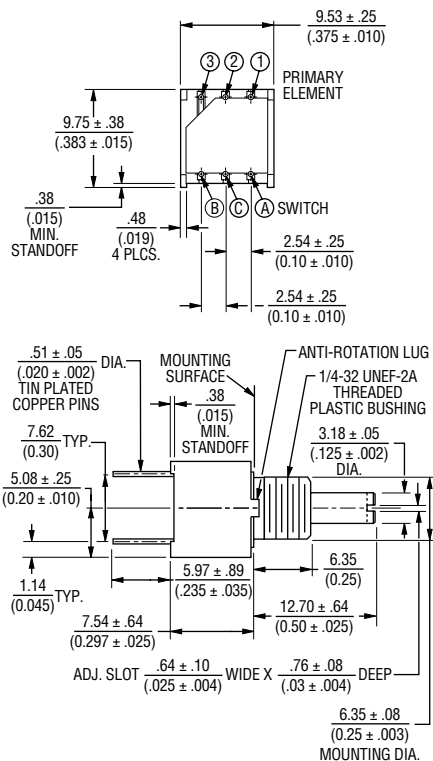 9.53 ± .25
(.375 ± .010)
3
2
1
PRIMARY
ELEMENT
9.75 ± .38
(.383 ± .015)
.38
(.015)
MIN.
STANDOFF
.48
(.019)
4 PLCS.
B
C
A
SWITCH
2.54 ± .25
(0.10 ± .010)
2.54 ± .25
(0.10 ± .010)
.51 ± .05
(.020 ± .002)
DIA.
TIN PLATED
COPPER PINS
MOUNTING
SURFACE
ANTI-ROTATION LUG
1/4-32 UNEF-2A
THREADED
PLASTIC BUSHING
.38
(.015)
MIN.
STANDOFF
3.18 ± .05
(.125 ± .002)
DIA.
7.62
(0.30)
TYP.
5.08 ± .25
(0.20 ± .010)
1.14
(0.045)
TYP.
5.97 ± .89
(.235 ± .035)
6.35
(0.25)
7.54 ± .64
(0.297 ± .025)
12.70 ± .64
(0.50 ± .025)
ADJ. SLOT .64 ± .10 WIDE X .76 ± .08 DEEP
(.025 ± .004) (.03 ± .004)
6.35 ± .08
(0.25 ± .003)
MOUNTING DIA.